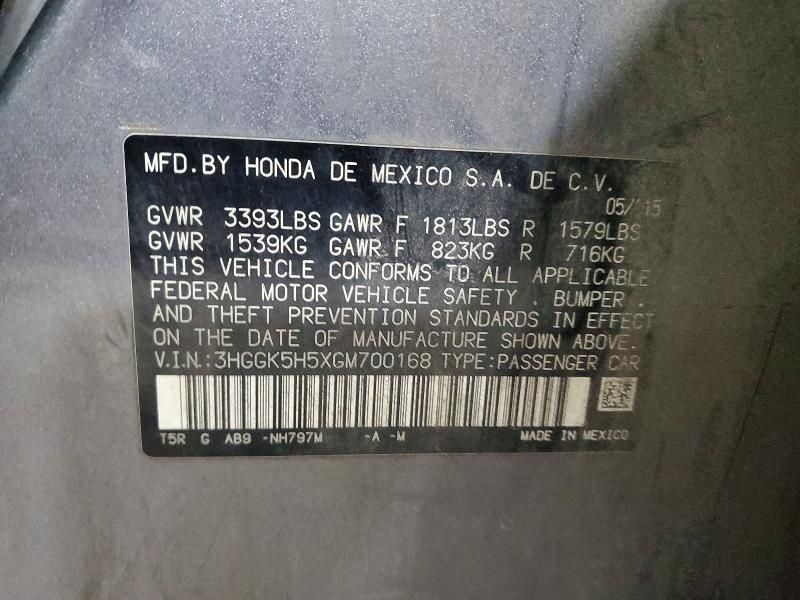 MFD.BY HONDA DE MEXICO S.A. DE C.V.
05/'15
GVWR 3393LBS GAWR F 1813LBS R 1579LBS
GVWR 1539KG GAWR F 823KG R 716KG
THIS VEHICLE CONFORMS TO ALL APPLICABLE
FEDERAL MOTOR VEHICLE SAFETY , BUMPER ,
AND THEFT PREVENTION STANDARDS IN EFFECT
ON THE DATE OF MANUFACTURE SHOWN ABOVE.
V.I.N.:3HGGK5H5XGM700168 TYPE:PASSENGER CAR
T5R G AB9 -NH797M -A -M MADE IN MEXICO